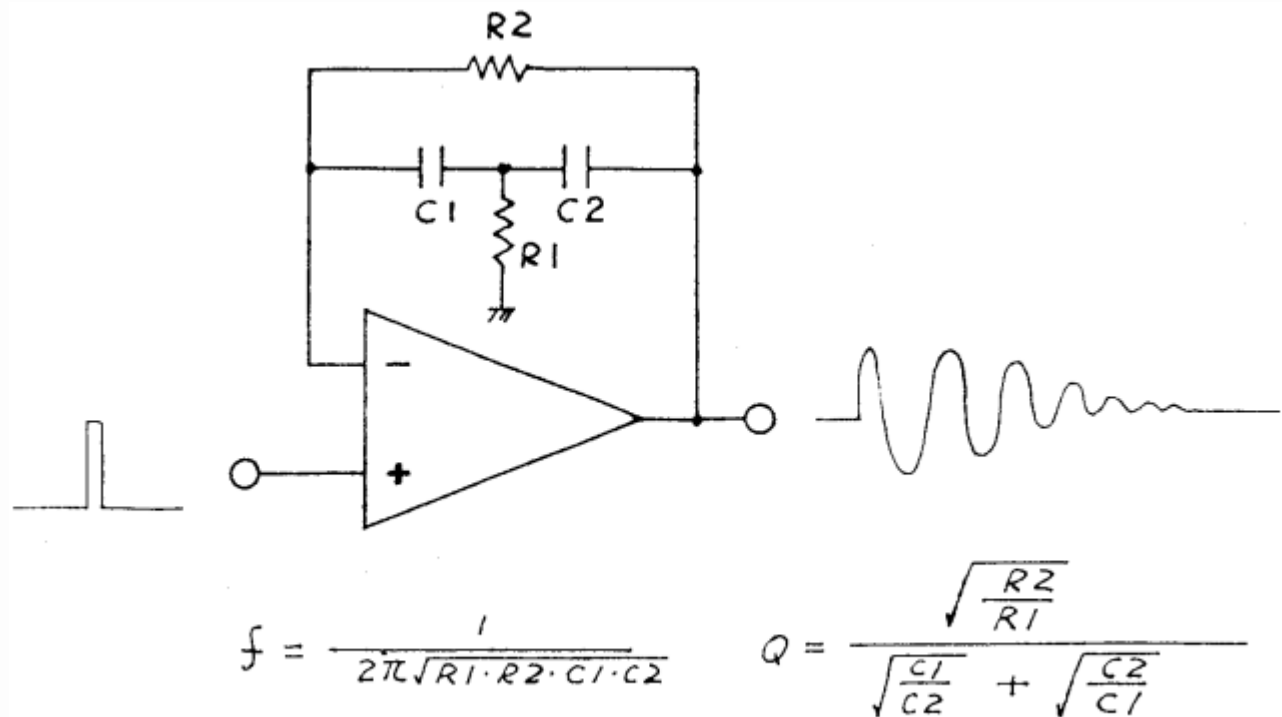 R2
C1 C2
R1
−
+
f = 1 / 2π√R1·R2·C1·C2
Q = √R2/R1 / √C1/C2 + √C2/C1